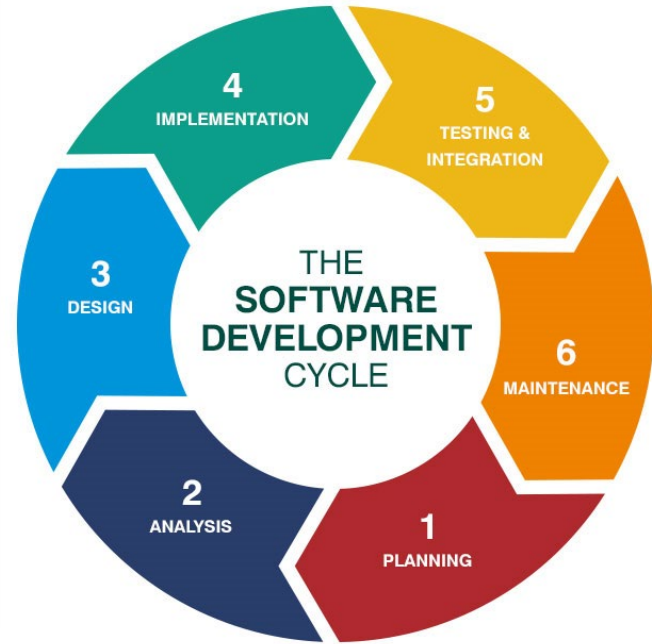 THE
SOFTWARE
DEVELOPMENT
CYCLE
1
PLANNING
2
ANALYSIS
3
DESIGN
4
IMPLEMENTATION
5
TESTING &
INTEGRATION
6
MAINTENANCE